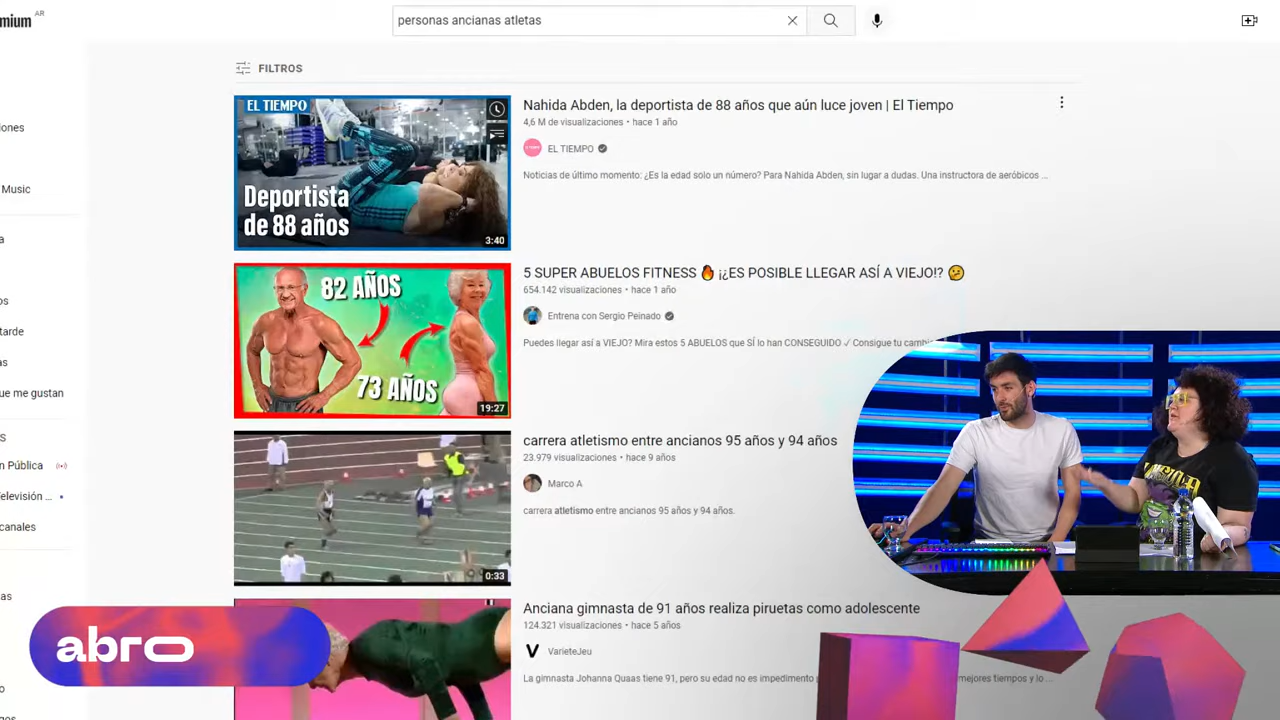 mium AR
personas ancianas atletas
FILTROS
iones
Music
a
os
tarde
as
que me gustan
S
n Pública
Televisión ...
canales
as
o
gos
EL TIEMPO
Deportista
de 88 años
3:40
Nahida Abden, la deportista de 88 años que aún luce joven | El Tiempo
4,6 M de visualizaciones • hace 1 año
EL TIEMPO
Noticias de último momento: ¿Es la edad solo un número? Para Nahida Abden, sin lugar a dudas. Una instructora de aeróbicos ...
82 AÑOS
73 AÑOS
19:27
5 SUPER ABUELOS FITNESS 🔥 ¡¿ES POSIBLE LLEGAR ASÍ A VIEJO!? 🤔
654.142 visualizaciones • hace 1 año
Entrena con Sergio Peinado
Puedes llegar así a VIEJO? Mira estos 5 ABUELOS que SÍ lo han CONSEGUIDO ✓ Consigue tu cambi
0:33
carrera atletismo entre ancianos 95 años y 94 años
23.979 visualizaciones • hace 9 años
Marco A
carrera atletismo entre ancianos 95 años y 94 años.
Anciana gimnasta de 91 años realiza piruetas como adolescente
124.321 visualizaciones • hace 5 años
V
VarieteJeu
La gimnasta Johanna Quaas tiene 91, pero su edad no es impedimento
mejores tiempos y lo ...
abro